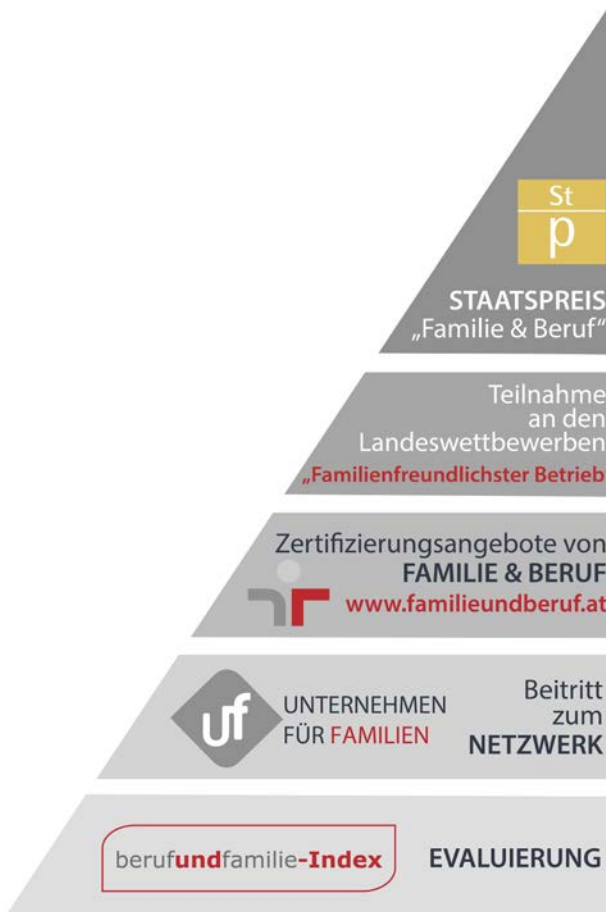 St
p
STAATSPREIS
„Familie & Beruf“
Teilnahme
an den
Landeswettbewerben
„Familienfreundlichster Betrieb
Zertifizierungsangebote von
FAMILIE & BERUF
www.familieundberuf.at
uf
UNTERNEHMEN
FÜR FAMILIEN
Beitritt
zum
NETZWERK
berufundfamilie-Index
EVALUIERUNG